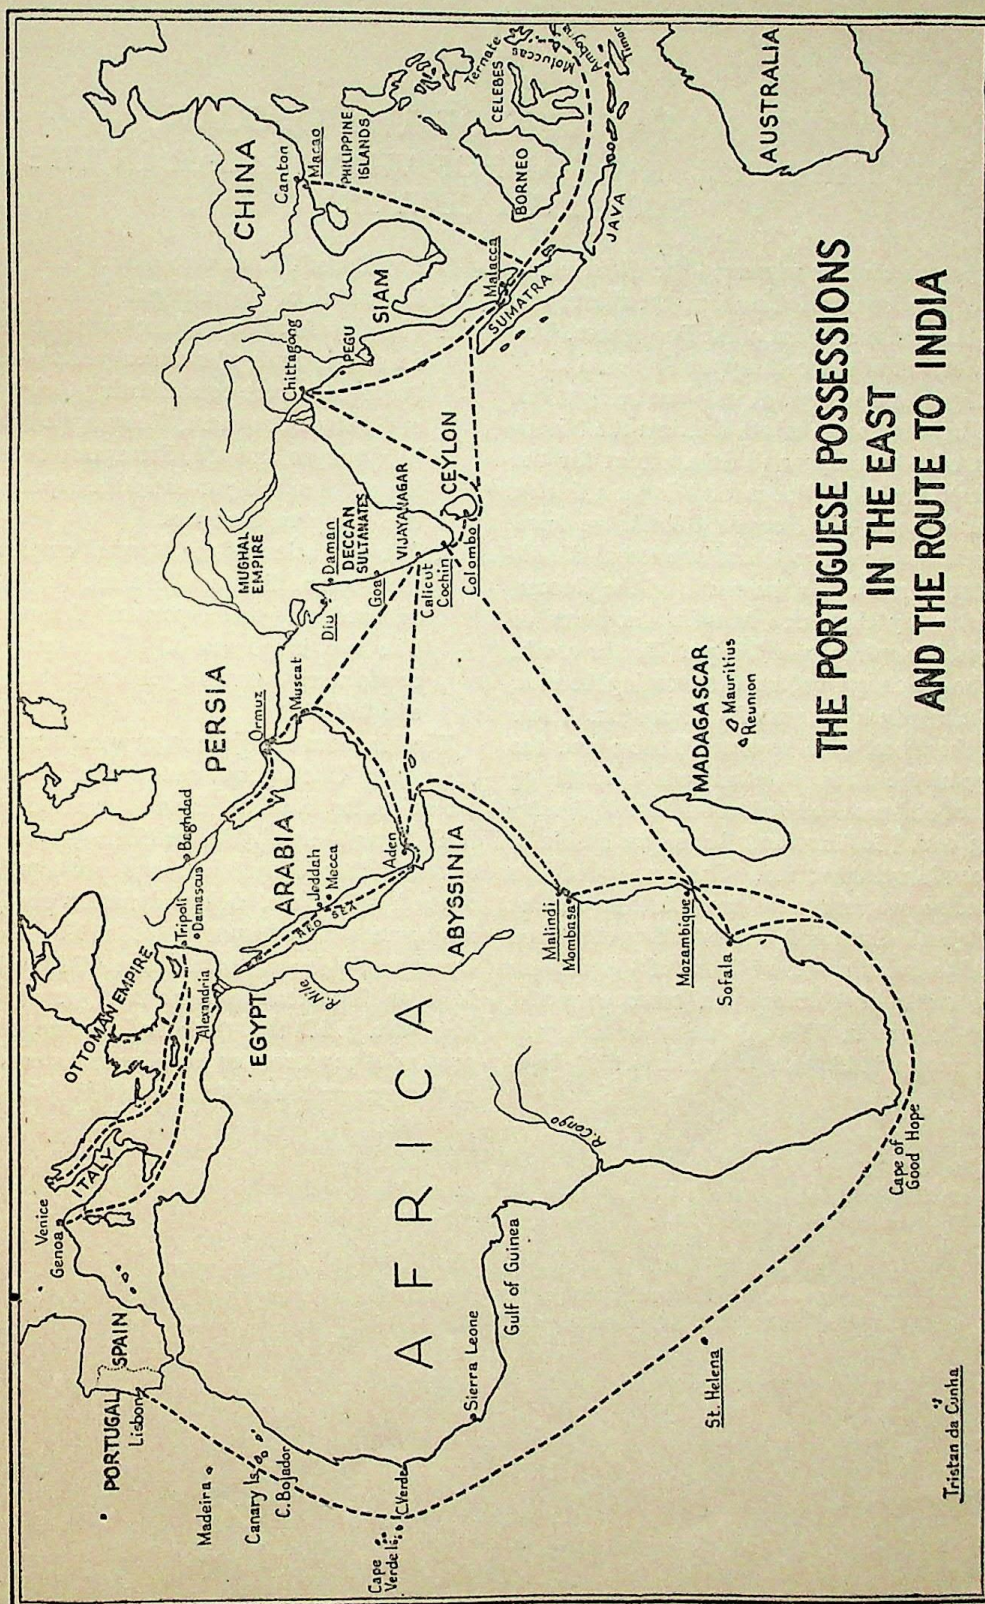 THE PORTUGUESE POSSESSIONS
IN THE EAST
AND THE ROUTE TO INDIA
PORTUGAL
Lisbon
SPAIN
Venice
Genoa
ITALY
OTTOMAN EMPIRE
Tripoli
Damascus
Baghdad
Alexandria
EGYPT
R. Nile
PERSIA
Ormuz
Muscat
ARABIA
Jeddah
Mecca
RED
Aden
ABYSSINIA
Madeira
Canary Is.
C. Bojador
Cape
Verde Is.
C. Verde
AFRICA
Sierra Leone
Gulf of Guinea
R. Congo
Malindi
Mombasa
Mozambique
Sofala
Cape of
Good Hope
St. Helena
Tristan da Cunha
MADAGASCAR
Mauritius
Reunion
MUGHAL
EMPIRE
Diu
Daman
DECCAN
SULTANATES
Goa
VIJAYANAGAR
Calicut
Cochin
Colombo
CEYLON
Chittagong
PEGU
SIAM
CHINA
Canton
Macao
PHILIPPINE
ISLANDS
Malacca
SUMATRA
BORNEO
JAVA
CELEBES
Ternate
Moluccas
Amboyna
Timor
AUSTRALIA